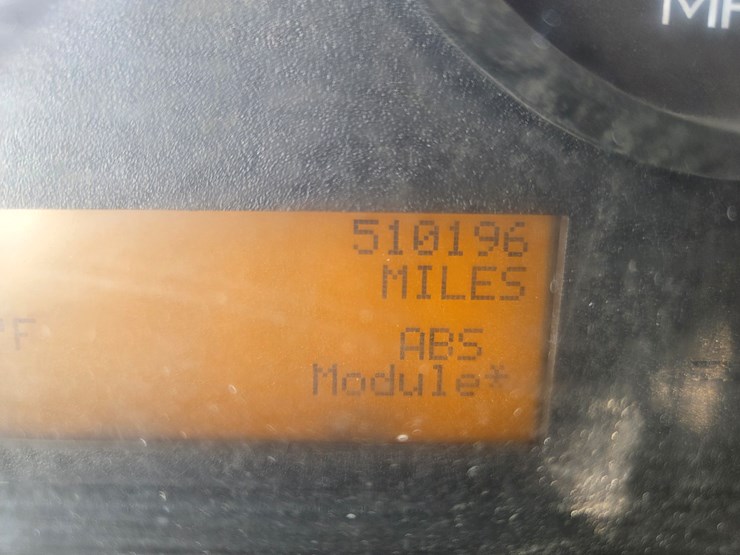 510196
MILES
°F
ABS
Module*